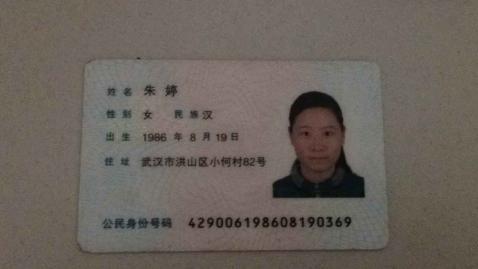 姓名 朱婷
性别 女 民族 汉
出生 1986 年 8 月 19 日
住址 武汉市洪山区小何村82号
公民身份号码 429006198608190369